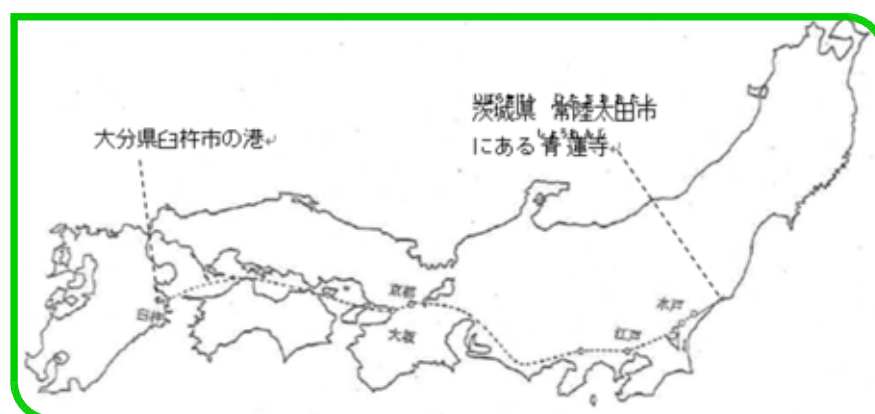 大分県臼杵市の港
茨城県 常陸太田市
にある青蓮寺
臼杵
京都
大坂
江戸
水戸